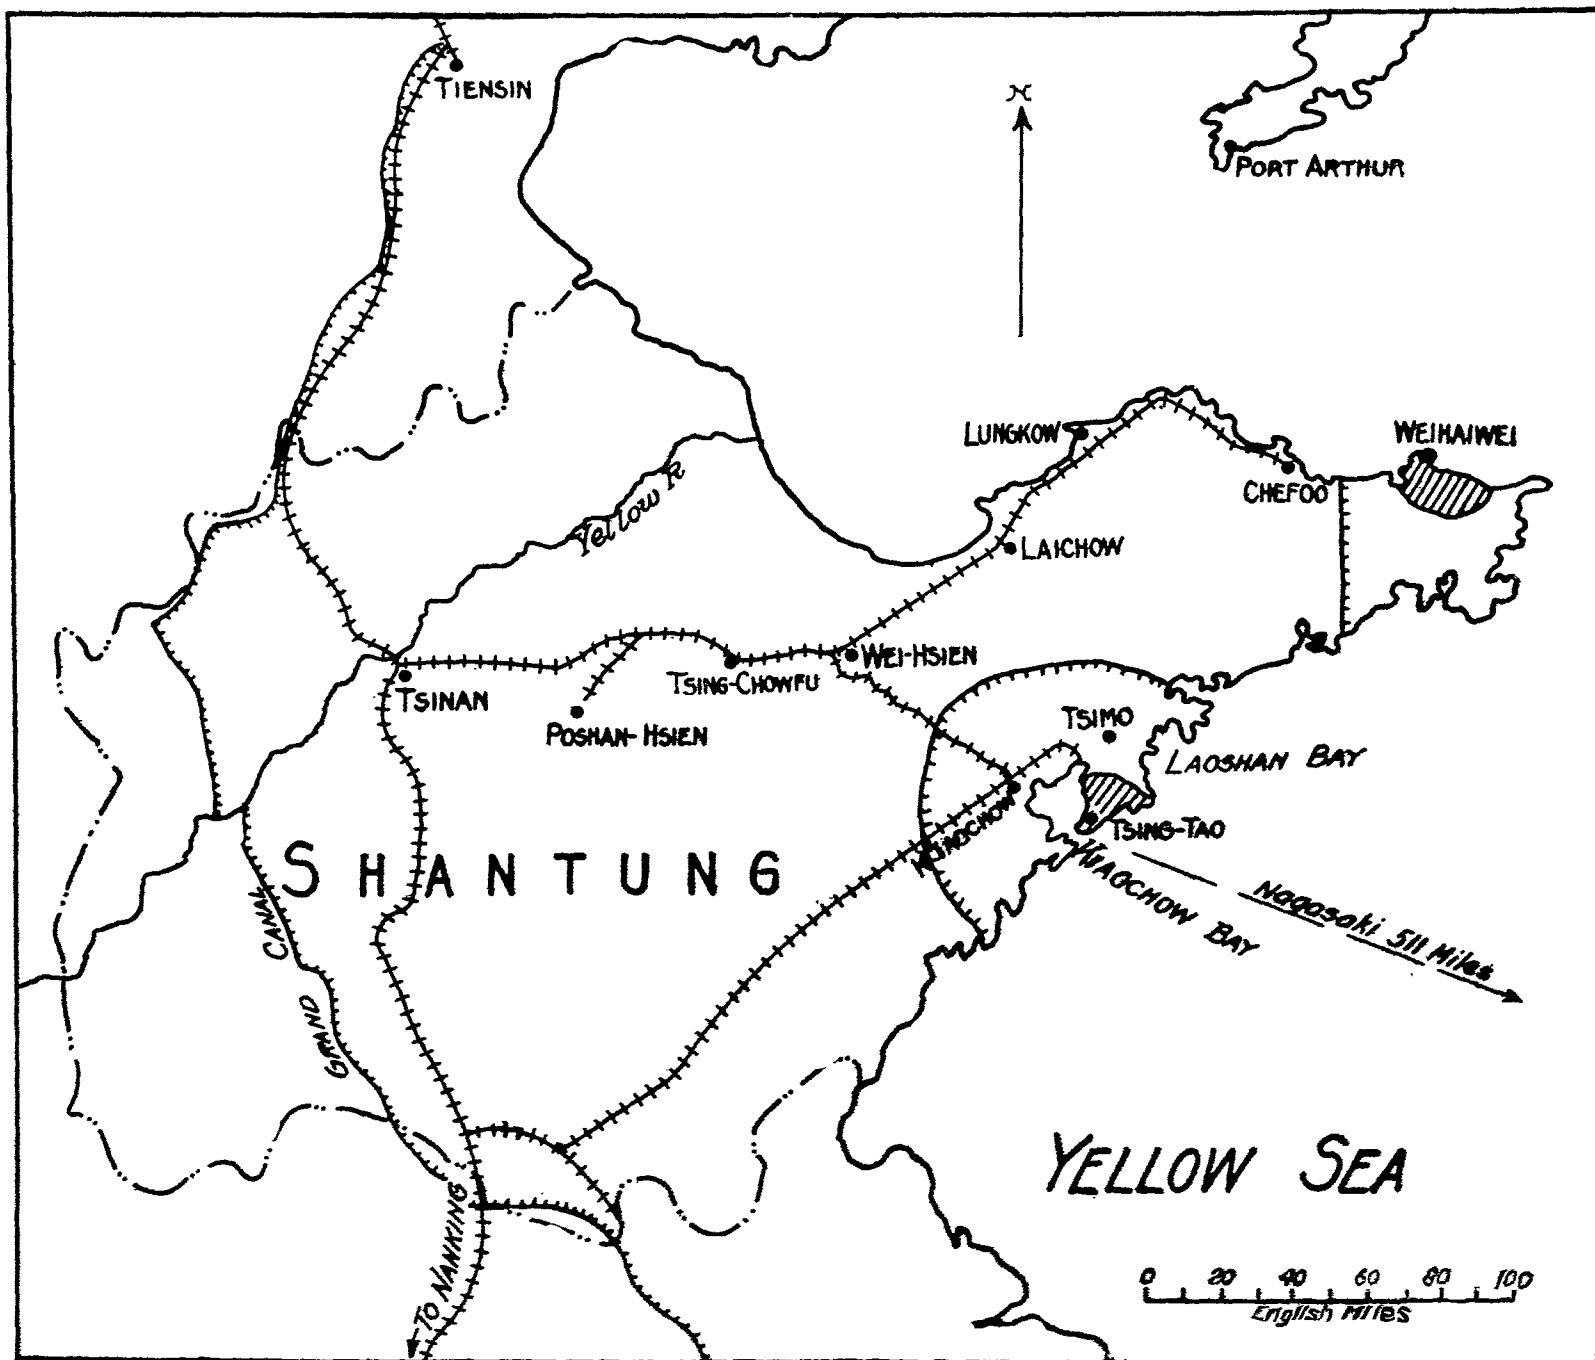 TIENSIN
N
PORT ARTHUR
LUNGKOW
WEIHAIWEI
CHEFOO
Yellow R
LAICHOW
WEI-HSIEN
TSING-CHOWFU
TSINAN
POSHAN-HSIEN
TSIMO
LAOSHAN BAY
KIAOCHOW
TSING-TAO
SHANTUNG
KIAOCHOW BAY
Nagasaki 511 Miles
CANAL
GRAND
TO NANKING
YELLOW SEA
0 20 40 60 80 100
English Miles